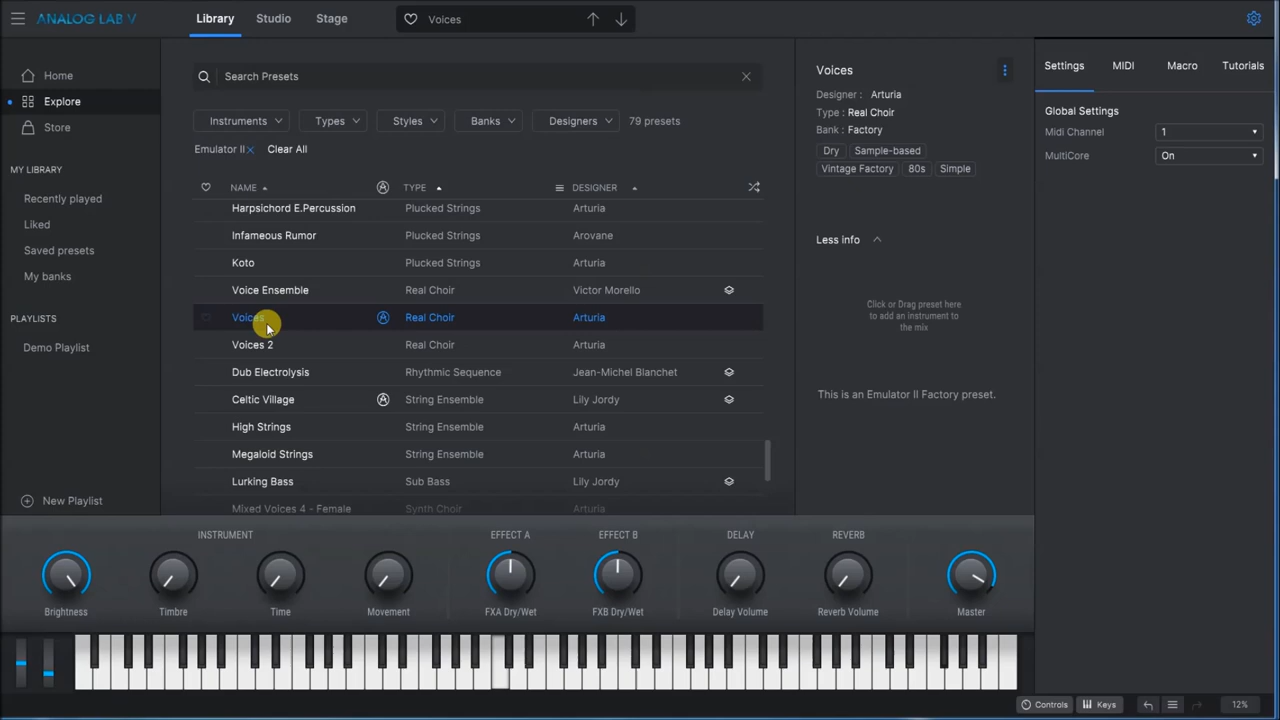 ANALOG LAB V
Library
Studio
Stage
Voices
Home
Explore
Store
MY LIBRARY
Recently played
Liked
Saved presets
My banks
PLAYLISTS
Demo Playlist
New Playlist
Search Presets
Instruments
Types
Styles
Banks
Designers
79 presets
Emulator II
Clear All
NAME TYPE DESIGNER
Harpsichord E.Percussion Plucked Strings Arturia
Infameous Rumor Plucked Strings Arovane
Koto Plucked Strings Arturia
Voice Ensemble Real Choir Victor Morello
Voices Real Choir Arturia
Voices 2 Real Choir Arturia
Dub Electrolysis Rhythmic Sequence Jean-Michel Blanchet
Celtic Village String Ensemble Lily Jordy
High Strings String Ensemble Arturia
Megaloid Strings String Ensemble Arturia
Lurking Bass Sub Bass Lily Jordy
Mixed Voices 4 - Female Synth Choir Arturia
Voices
Designer : Arturia
Type : Real Choir
Bank : Factory
Dry Sample-based
Vintage Factory 80s Simple
Less info
Click or Drag preset here
to add an instrument to
the mix
This is an Emulator II Factory preset.
Settings
MIDI
Macro
Tutorials
Global Settings
Midi Channel 1
MultiCore On
INSTRUMENT
EFFECT A
EFFECT B
DELAY
REVERB
Brightness
Timbre
Time
Movement
FXA Dry/Wet
FXB Dry/Wet
Delay Volume
Reverb Volume
Master
Controls
Keys
12%